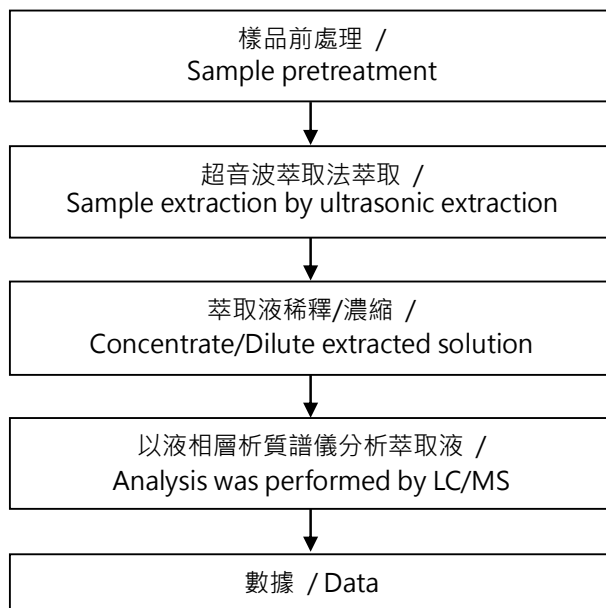 樣品前處理 /
Sample pretreatment
超音波萃取法萃取 /
Sample extraction by ultrasonic extraction
萃取液稀釋/濃縮 /
Concentrate/Dilute extracted solution
以液相層析質譜儀分析萃取液 /
Analysis was performed by LC/MS
數據 / Data